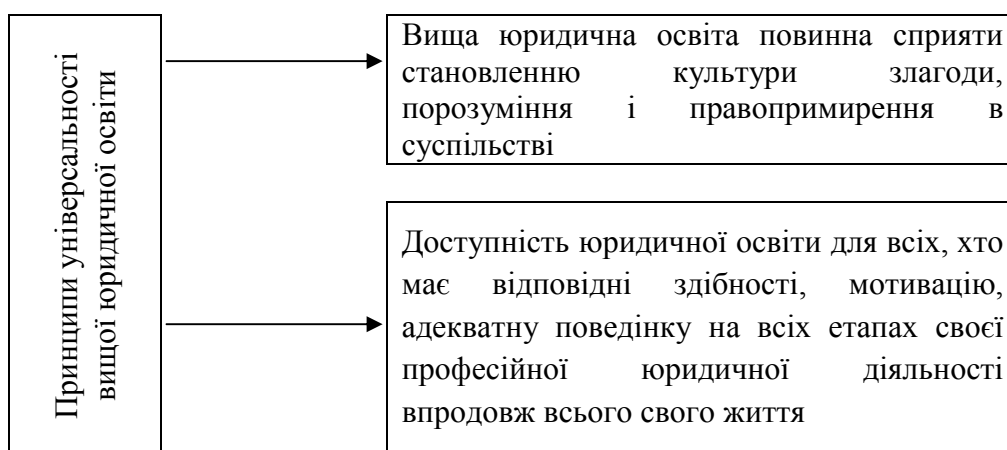 Принципи універсальності
вищої юридичної освіти
Вища юридична освіта повинна сприяти
становленню культури злагоди,
порозуміння і правопримирення в
суспільстві
Доступність юридичної освіти для всіх, хто
має відповідні здібності, мотивацію,
адекватну поведінку на всіх етапах своєї
професійної юридичної діяльності
впродовж всього свого життя